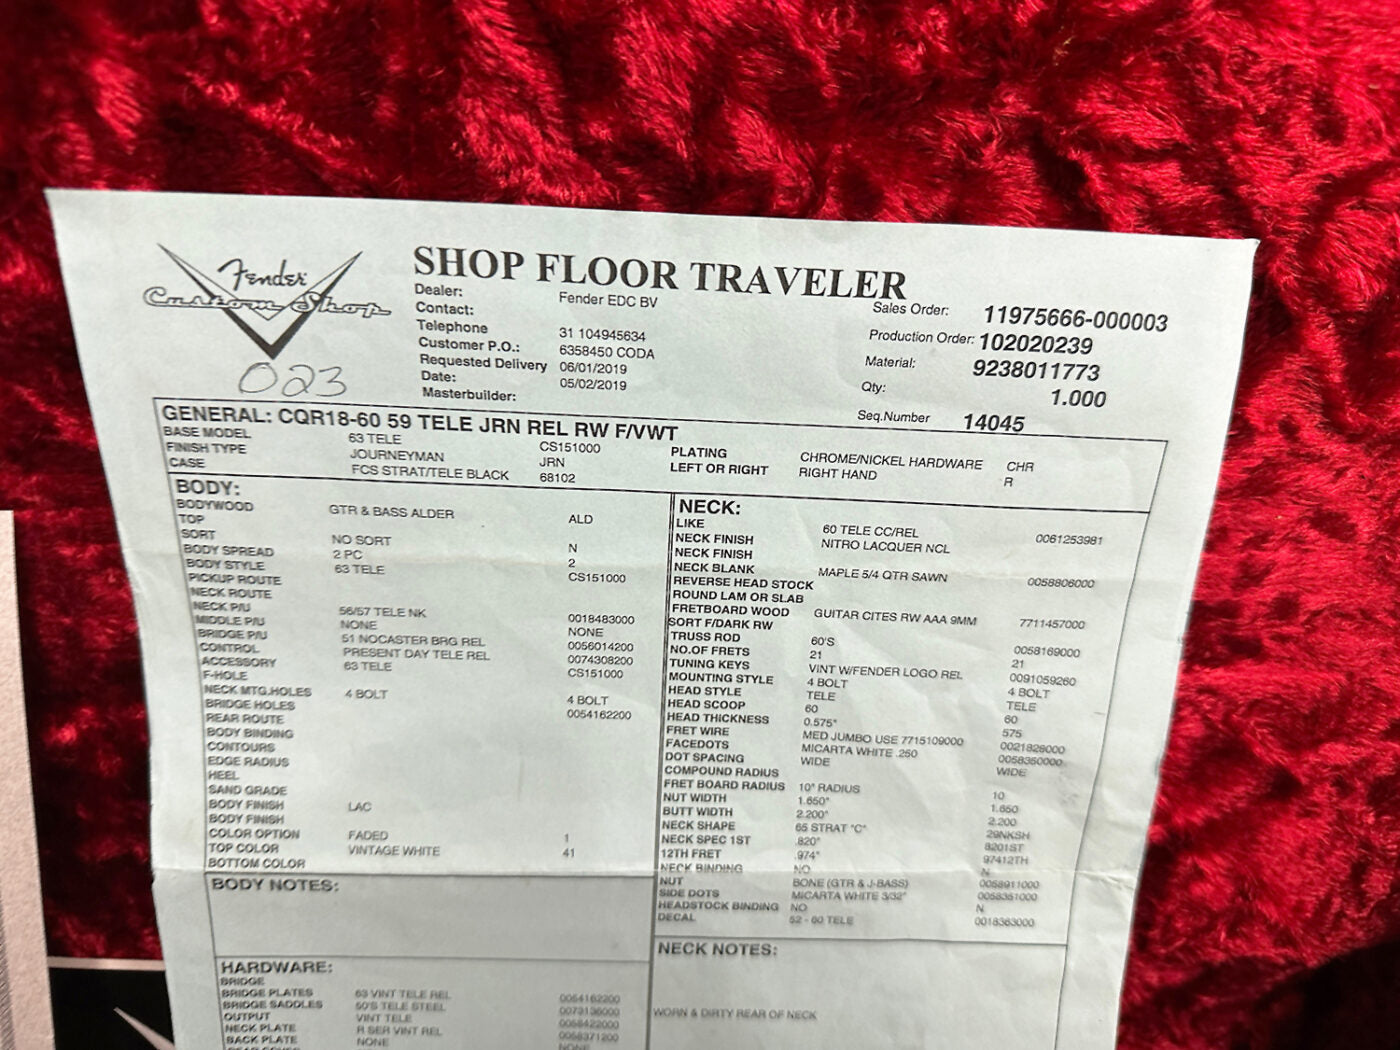 Fender
Custom Shop
023
SHOP FLOOR TRAVELER
Dealer: Fender EDC BV
Contact:
Telephone 31 104945634
Customer P.O.: 6358450 CODA
Requested Delivery 06/01/2019
Date: 05/02/2019
Masterbuilder:
Sales Order: 11975666-000003
Production Order: 102020239
Material: 9238011773
Qty: 1.000
Seq.Number 14045
GENERAL: CQR18-60 59 TELE JRN REL RW F/VWT
BASE MODEL 63 TELE CS151000
FINISH TYPE JOURNEYMAN JRN
CASE FCS STRAT/TELE BLACK 68102
PLATING CHROME/NICKEL HARDWARE CHR
LEFT OR RIGHT RIGHT HAND R
BODY:
BODYWOOD GTR & BASS ALDER ALD
TOP
SORT NO SORT N
BODY SPREAD 2 PC 2
BODY STYLE 63 TELE CS151000
PICKUP ROUTE
NECK ROUTE
NECK P/U 56/57 TELE NK 0018483000
MIDDLE P/U NONE NONE
BRIDGE P/U 51 NOCASTER BRG REL 0056014200
CONTROL PRESENT DAY TELE REL 0074308200
ACCESSORY 63 TELE CS151000
F-HOLE
NECK MTG.HOLES 4 BOLT 4 BOLT
BRIDGE HOLES 0054162200
REAR ROUTE
BODY BINDING
CONTOURS
EDGE RADIUS
HEEL
SAND GRADE
BODY FINISH LAC
BODY FINISH
COLOR OPTION FADED 1
TOP COLOR VINTAGE WHITE 41
BOTTOM COLOR
BODY NOTES:
HARDWARE:
BRIDGE
BRIDGE PLATES 63 VINT TELE REL 0054162200
BRIDGE SADDLES 50'S TELE STEEL 0073136000
OUTPUT VINT TELE 0058422000
NECK PLATE R SER VINT REL 0058371200
BACK PLATE NONE NONE
NECK:
LIKE 60 TELE CC/REL 0061253981
NECK FINISH NITRO LACQUER NCL
NECK FINISH
NECK BLANK MAPLE 5/4 QTR SAWN 0058806000
REVERSE HEAD STOCK
ROUND LAM OR SLAB
FRETBOARD WOOD GUITAR CITES RW AAA 9MM 7711457000
SORT F/DARK RW
TRUSS ROD 60'S 0058169000
NO.OF FRETS 21 21
TUNING KEYS VINT W/FENDER LOGO REL 0091059260
MOUNTING STYLE 4 BOLT 4 BOLT
HEAD STYLE TELE TELE
HEAD SCOOP 60 60
HEAD THICKNESS 0.575" 575
FRET WIRE MED JUMBO USE 7715109000 0021828000
FACEDOTS MICARTA WHITE .250 0058350000
DOT SPACING WIDE WIDE
COMPOUND RADIUS
FRET BOARD RADIUS 10" RADIUS 10
NUT WIDTH 1.650" 1.650
BUTT WIDTH 2.200" 2.200
NECK SHAPE 65 STRAT "C" 29NKSH
NECK SPEC 1ST .820" 8201ST
12TH FRET .974" 97412TH
NECK BINDING NO N
NUT BONE (GTR & J-BASS) 0058911000
SIDE DOTS MICARTA WHITE 3/32" 0058351000
HEADSTOCK BINDING NO N
DECAL 52 - 60 TELE 0018363000
NECK NOTES:
WORN & DIRTY REAR OF NECK